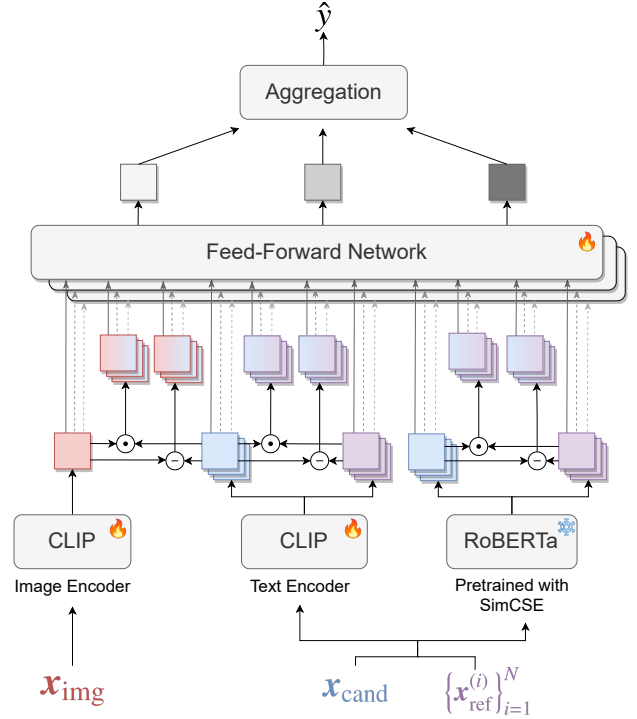 ŷ
Aggregation
Feed-Forward Network
CLIP
Image Encoder
CLIP
Text Encoder
RoBERTa
Pretrained with
SimCSE
x_img
x_cand
{x_ref^(i)}_{i=1}^N